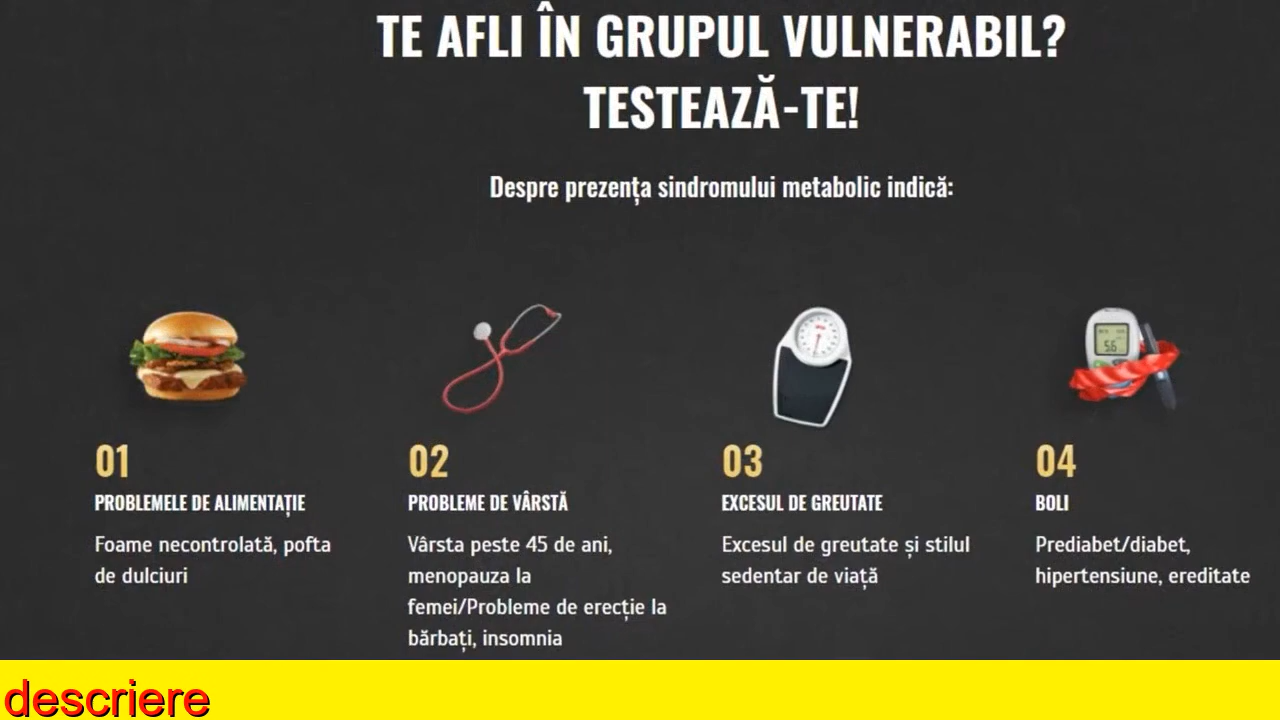 TE AFLI ÎN GRUPUL VULNERABIL?
TESTEAZĂ-TE!
Despre prezența sindromului metabolic indică:
01
PROBLEMELE DE ALIMENTAȚIE
Foame necontrolată, pofta
de dulciuri
02
PROBLEME DE VÂRSTĂ
Vârsta peste 45 de ani,
menopauza la
femei/Probleme de erecție la
bărbați, insomnia
03
EXCESUL DE GREUTATE
Excesul de greutate și stilul
sedentar de viață
5.6
04
BOLI
Prediabet/diabet,
hipertensiune, ereditate
descriere